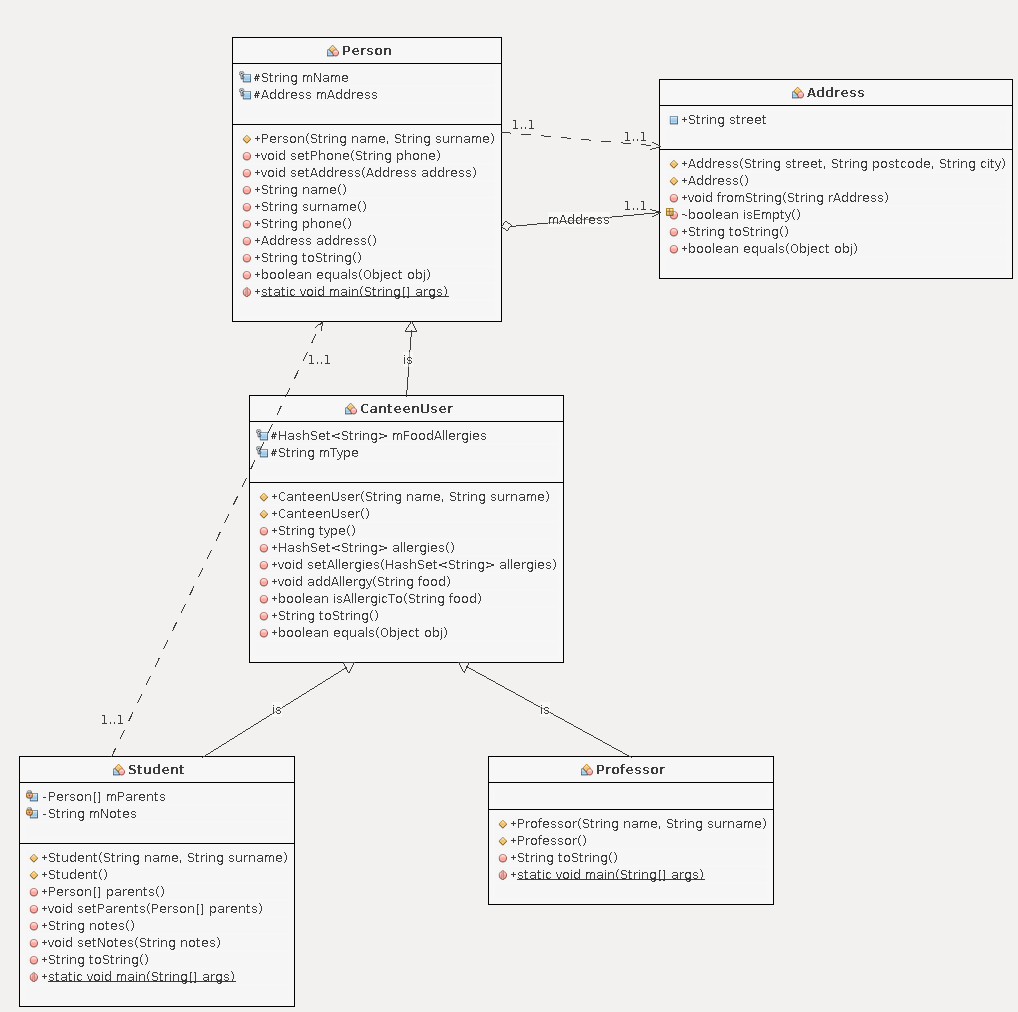 Person
#String mName
#Address mAddress
+Person(String name, String surname)
+void setPhone(String phone)
+void setAddress(Address address)
+String name()
+String surname()
+String phone()
+Address address()
+String toString()
+boolean equals(Object obj)
+static void main(String[] args)
Address
+String street
+Address(String street, String postcode, String city)
+Address()
+void fromString(String rAddress)
~boolean isEmpty()
+String toString()
+boolean equals(Object obj)
1..1
1..1
1..1
mAddress
1..1
is
CanteenUser
#HashSet<String> mFoodAllergies
#String mType
+CanteenUser(String name, String surname)
+CanteenUser()
+String type()
+HashSet<String> allergies()
+void setAllergies(HashSet<String> allergies)
+void addAllergy(String food)
+boolean isAllergicTo(String food)
+String toString()
+boolean equals(Object obj)
1..1
is
is
Student
-Person[] mParents
-String mNotes
+Student(String name, String surname)
+Student()
+Person[] parents()
+void setParents(Person[] parents)
+String notes()
+void setNotes(String notes)
+String toString()
+static void main(String[] args)
Professor
+Professor(String name, String surname)
+Professor()
+String toString()
+static void main(String[] args)